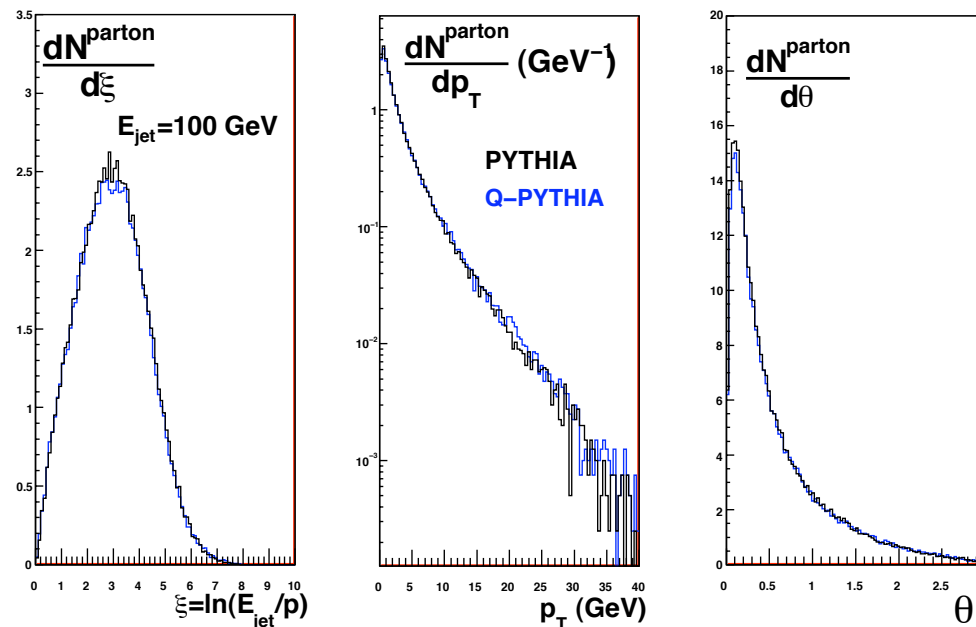 dN^parton
dξ
E_jet=100 GeV
3.5
3
2.5
2
1.5
1
0.5
0
0 1 2 3 4 5 6 7 8 9 10
ξ=ln(E_jet/p)
dN^parton (GeV⁻¹)
dp_T
PYTHIA
Q−PYTHIA
1
10⁻¹
10⁻²
10⁻³
0 5 10 15 20 25 30 35 40
p_T (GeV)
dN^parton
dθ
20
18
16
14
12
10
8
6
4
2
0
0 0.5 1 1.5 2 2.5
θ